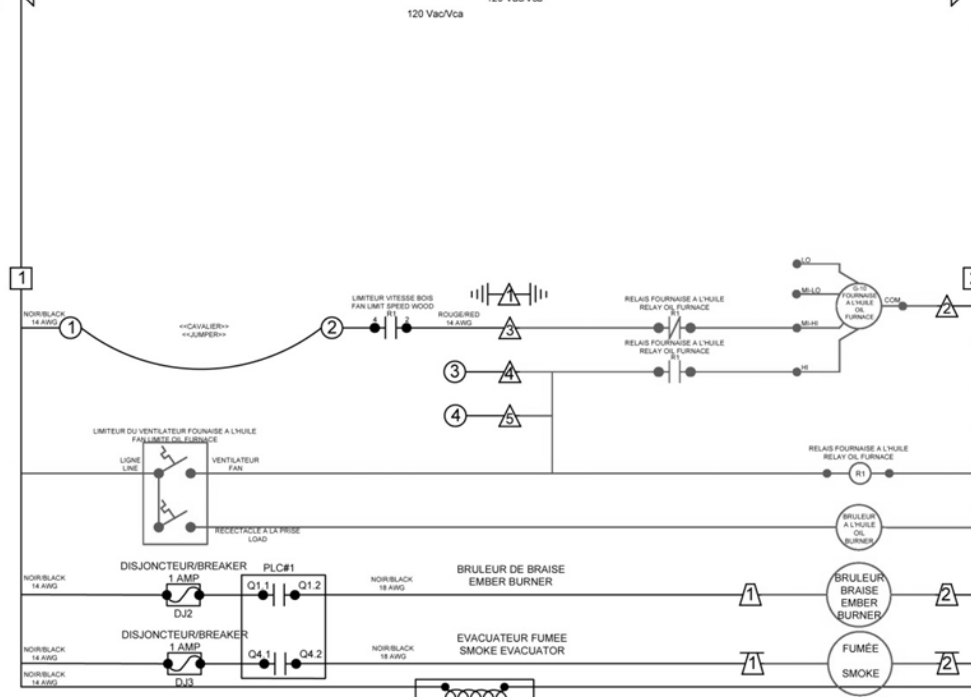 120 Vac/Vca
1
LO
MI-LO
G-10
FOURNAISE
A L'HUILE
OIL
FURNACE
COM
2
NOIR/BLACK
14 AWG
1
<<CAVALIER>>
<<JUMPER>>
2
LIMITEUR VITESSE BOIS
FAN LIMIT SPEED WOOD
R1
4 2
ROUGE/RED
14 AWG
1
3
RELAIS FOURNAISE A L'HUILE
RELAY OIL FURNACE
R1
MI-HI
RELAIS FOURNAISE A L'HUILE
RELAY OIL FURNACE
R1
3
4
HI
4
5
LIMITEUR DU VENTILATEUR FOUNAISE A L'HUILE
FAN LIMITE OIL FURNACE
LIGNE
LINE
VENTILATEUR
FAN
RELAIS FOURNAISE A L'HUILE
RELAY OIL FURNACE
R1
RECECTACLE A LA PRISE
LOAD
BRULEUR
A L'HUILE
OIL
BURNER
NOIR/BLACK
14 AWG
DISJONCTEUR/BREAKER
1 AMP
DJ2
PLC#1
Q1.1 Q1.2
NOIR/BLACK
18 AWG
BRULEUR DE BRAISE
EMBER BURNER
1
BRULEUR
BRAISE
EMBER
BURNER
2
NOIR/BLACK
14 AWG
DISJONCTEUR/BREAKER
1 AMP
DJ3
Q4.1 Q4.2
NOIR/BLACK
18 AWG
EVACUATEUR FUMEE
SMOKE EVACUATOR
1
FUMÉE
SMOKE
2
NOIR/BLACK
14 AWG